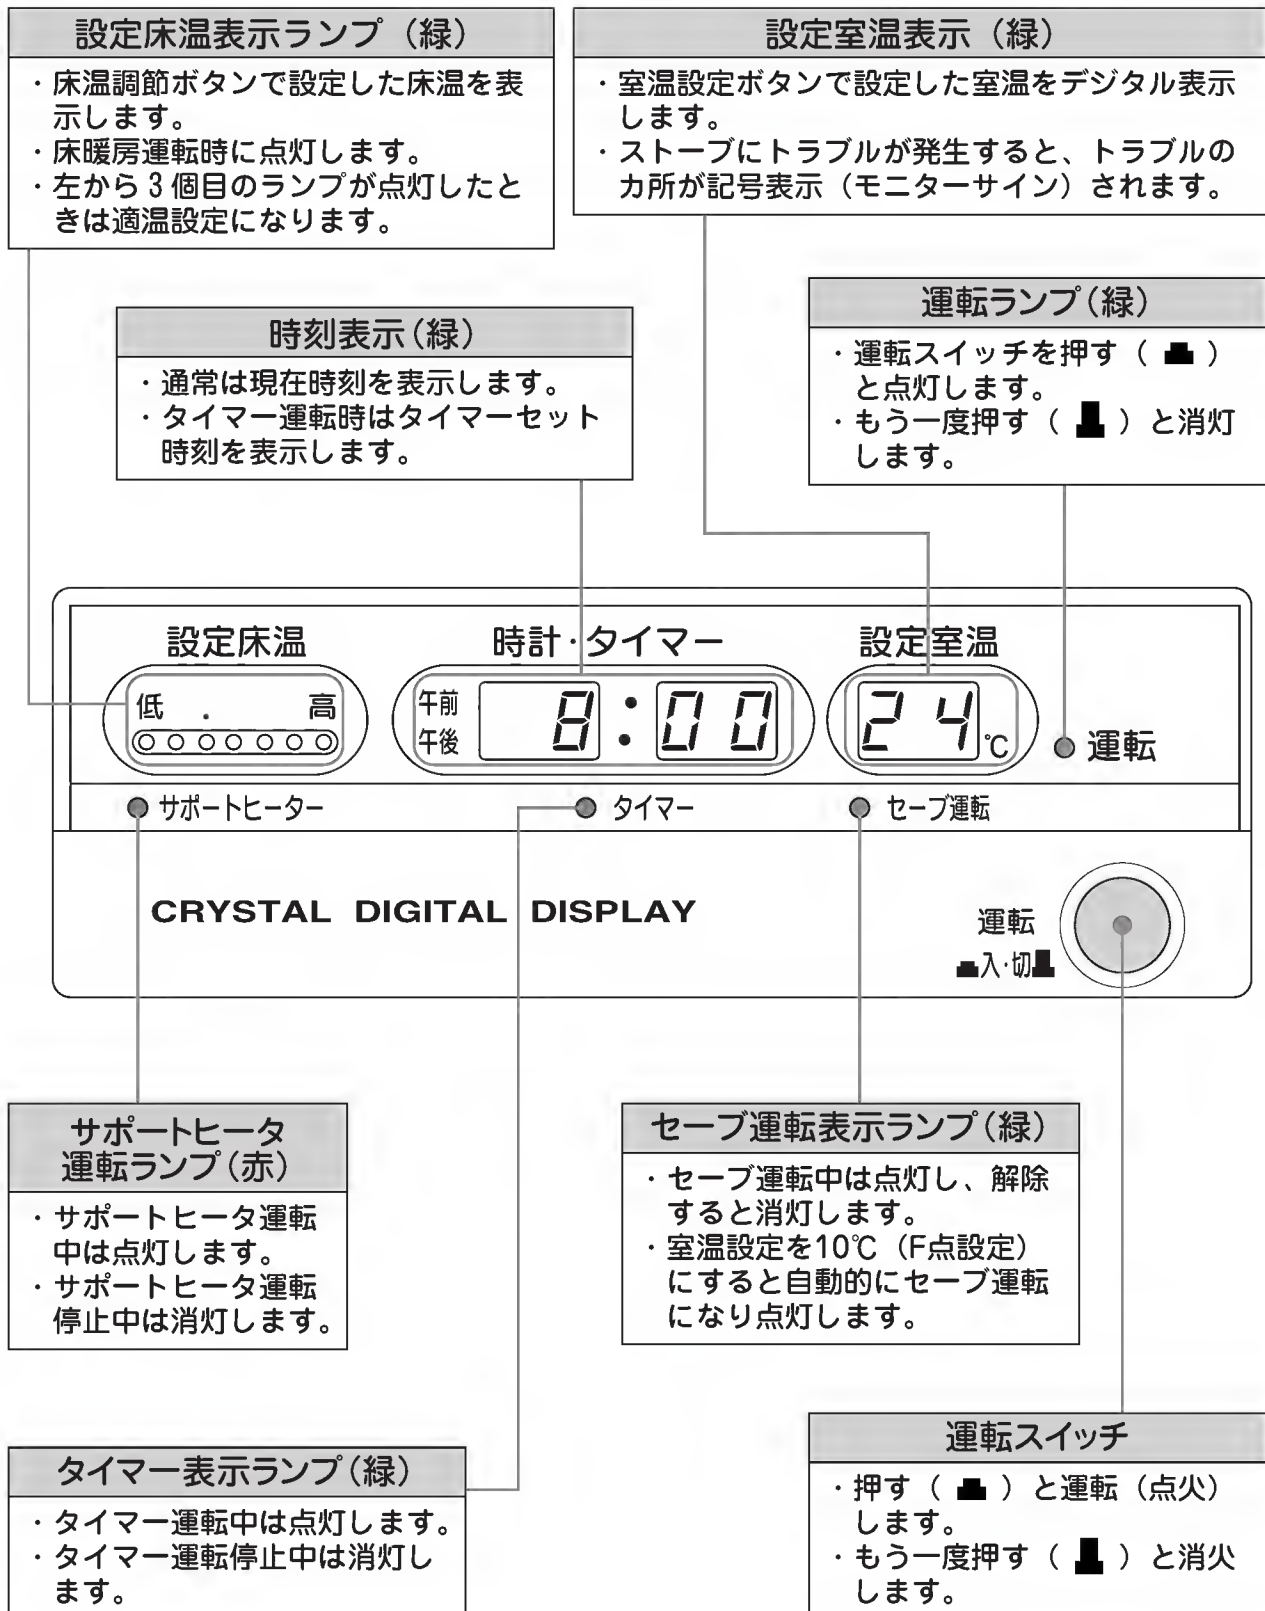 設定床温表示ランプ（緑）
・床温調節ボタンで設定した床温を表
示します。
・床暖房運転時に点灯します。
・左から3個目のランプが点灯したと
きは適温設定になります。
設定室温表示（緑）
・室温設定ボタンで設定した室温をデジタル表示
します。
・ストーブにトラブルが発生すると、トラブルの
カ所が記号表示（モニターサイン）されます。
時刻表示（緑）
・通常は現在時刻を表示します。
・タイマー運転時はタイマーセット
時刻を表示します。
運転ランプ（緑）
・運転スイッチを押す（ ）
と点灯します。
・もう一度押す（ ）と消灯
します。
設定床温
低 . 高
時計・タイマー
午前
午後
8:00
設定室温
24℃
運転
サポートヒーター
タイマー
セーブ運転
CRYSTAL DIGITAL DISPLAY
運転
入・切
サポートヒータ
運転ランプ（赤）
・サポートヒータ運転
中は点灯します。
・サポートヒータ運転
停止中は消灯します。
セーブ運転表示ランプ（緑）
・セーブ運転中は点灯し、解除
すると消灯します。
・室温設定を10℃（F点設定）
にすると自動的にセーブ運転
になり点灯します。
タイマー表示ランプ（緑）
・タイマー運転中は点灯します。
・タイマー運転停止中は消灯し
ます。
運転スイッチ
・押す（ ）と運転（点火）
します。
・もう一度押す（ ）と消火
します。